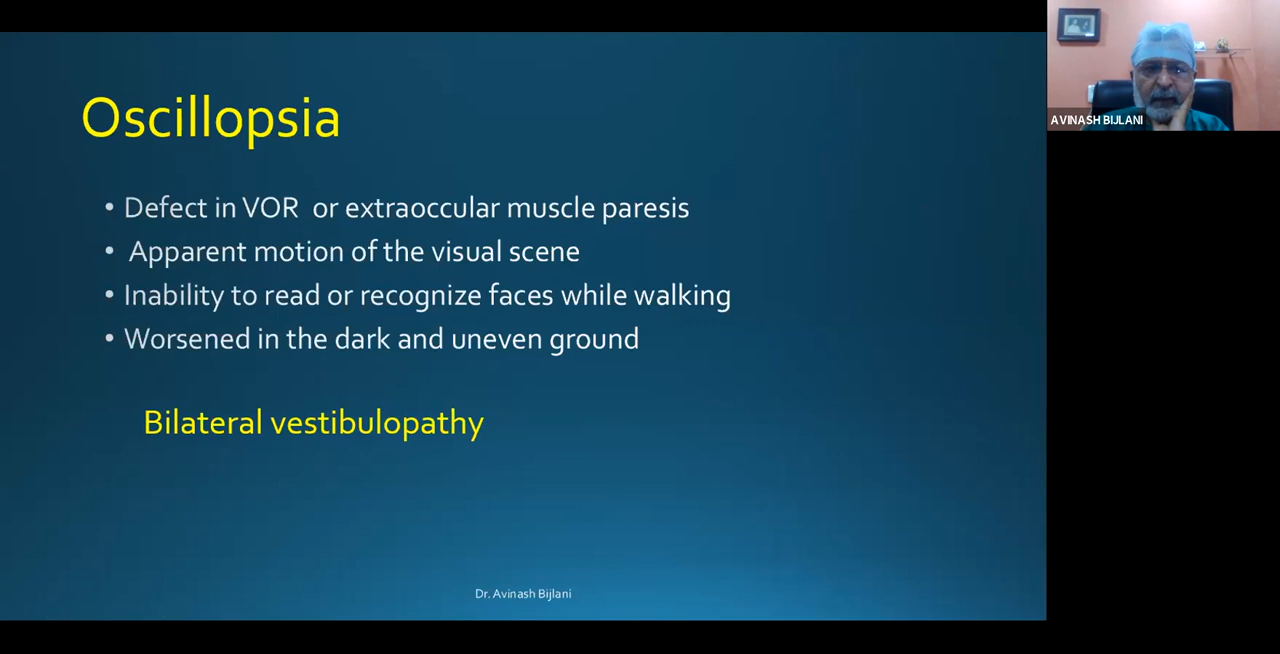 Oscillopsia
• Defect in VOR or extraoccular muscle paresis
• Apparent motion of the visual scene
• Inability to read or recognize faces while walking
• Worsened in the dark and uneven ground
Bilateral vestibulopathy
Dr. Avinash Bijlani
AVINASH BIJLANI